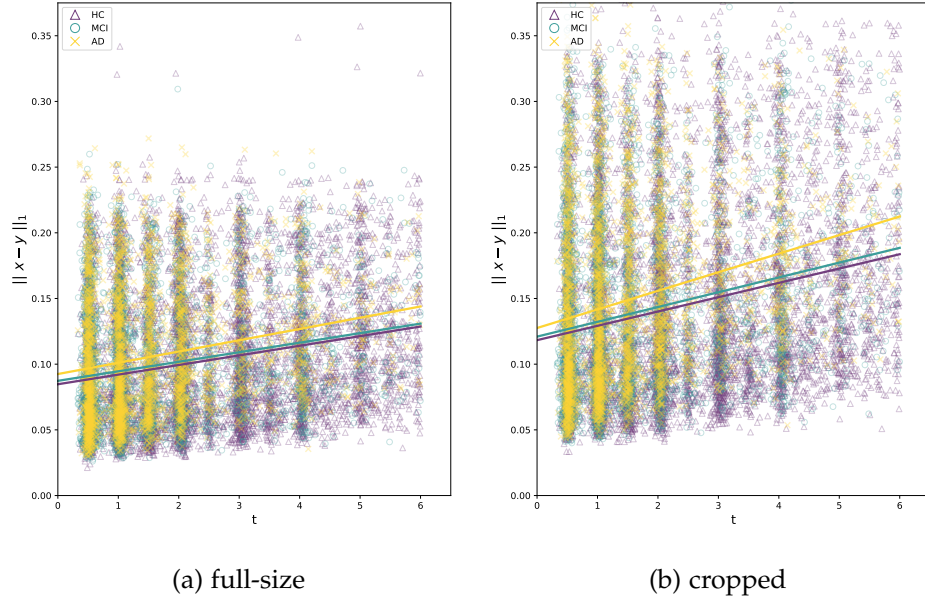 HC
MCI
AD
0.35
0.30
0.25
0.20
0.15
0.10
0.05
0.00
|| x − y ||₁
0 1 2 3 4 5 6
t
(a) full-size
HC
MCI
AD
0.35
0.30
0.25
0.20
0.15
0.10
0.05
0.00
|| x − y ||₁
0 1 2 3 4 5 6
t
(b) cropped